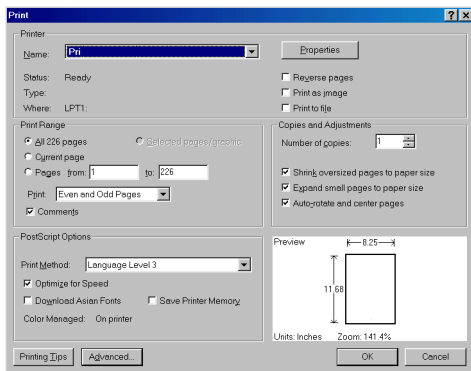 Print
Printer
Name: Pri
Properties
Status: Ready
Type:
Where: LPT1:
Reverse pages
Print as image
Print to file
Print Range
All 226 pages
Selected pages/graphic
Current page
Pages from: 1 to: 226
Print: Even and Odd Pages
Comments
Copies and Adjustments
Number of copies: 1
Shrink oversized pages to paper size
Expand small pages to paper size
Auto-rotate and center pages
PostScript Options
Print Method: Language Level 3
Optimize for Speed
Download Asian Fonts
Save Printer Memory
Color Managed: On printer
Preview
8.25
11.68
Units: Inches Zoom: 141.4%
Printing Tips
Advanced...
OK
Cancel